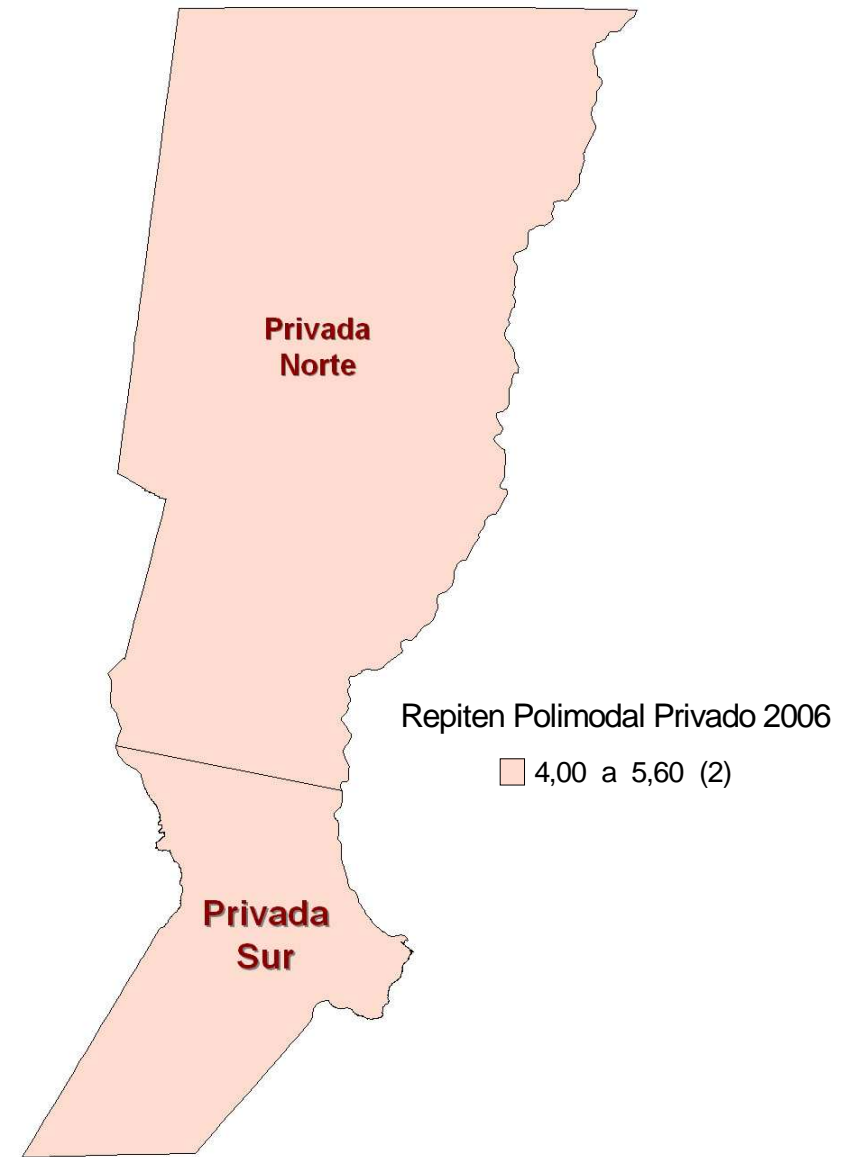 Privada
Norte
Repiten Polimodal Privado 2006
4,00 a 5,60 (2)
Privada
Sur